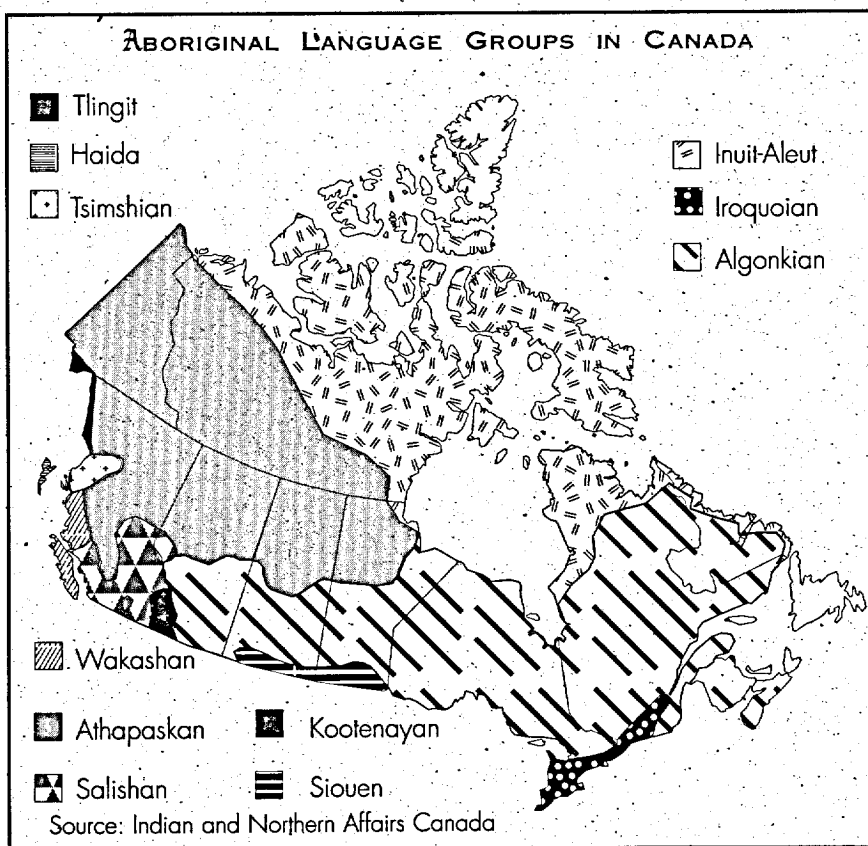 ABORIGINAL LANGUAGE GROUPS IN CANADA
Tlingit
Haida
Tsimshian
Inuit-Aleut
Iroquoian
Algonkian
Wakashan
Athapaskan
Kootenayan
Salishan
Siouen
Source: Indian and Northern Affairs Canada